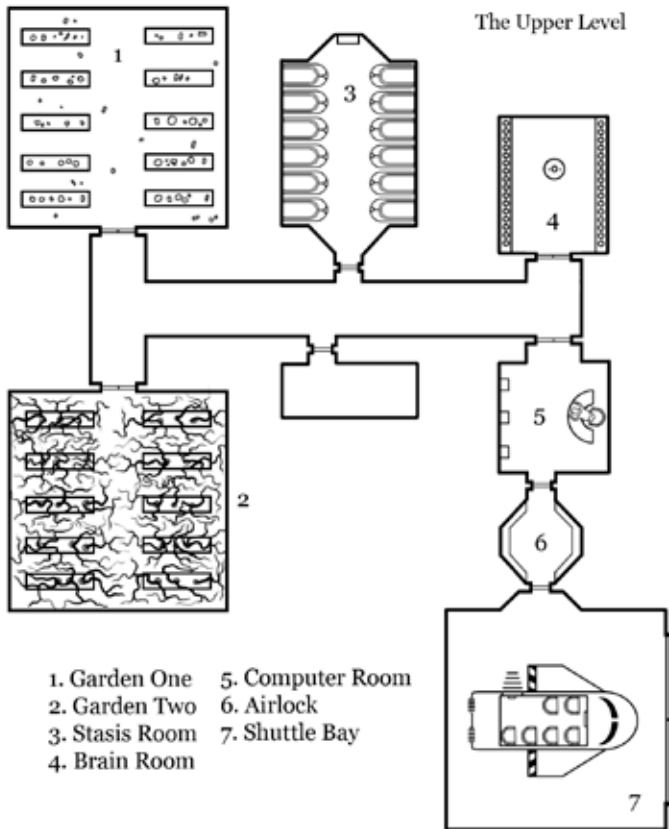 The Upper Level
1
3
4
5
2
6
1. Garden One
2. Garden Two
3. Stasis Room
4. Brain Room
5. Computer Room
6. Airlock
7. Shuttle Bay
7